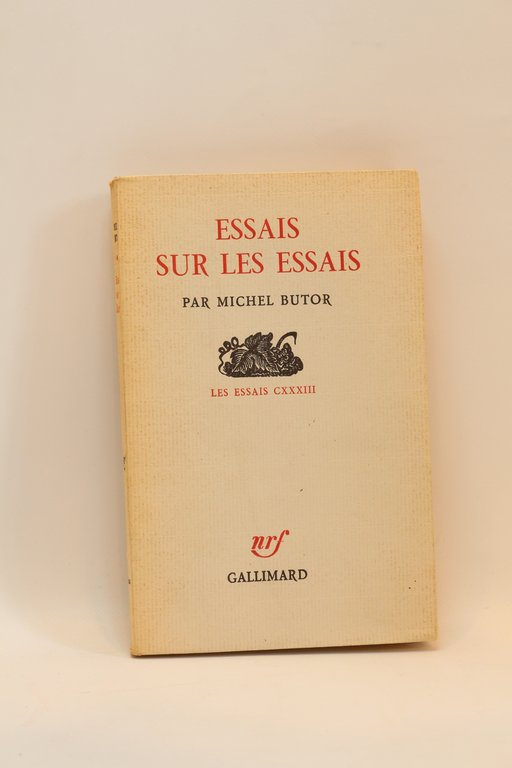 ESSAIS
SUR LES ESSAIS
PAR MICHEL BUTOR
LES ESSAIS CXXXIII
nrf
GALLIMARD